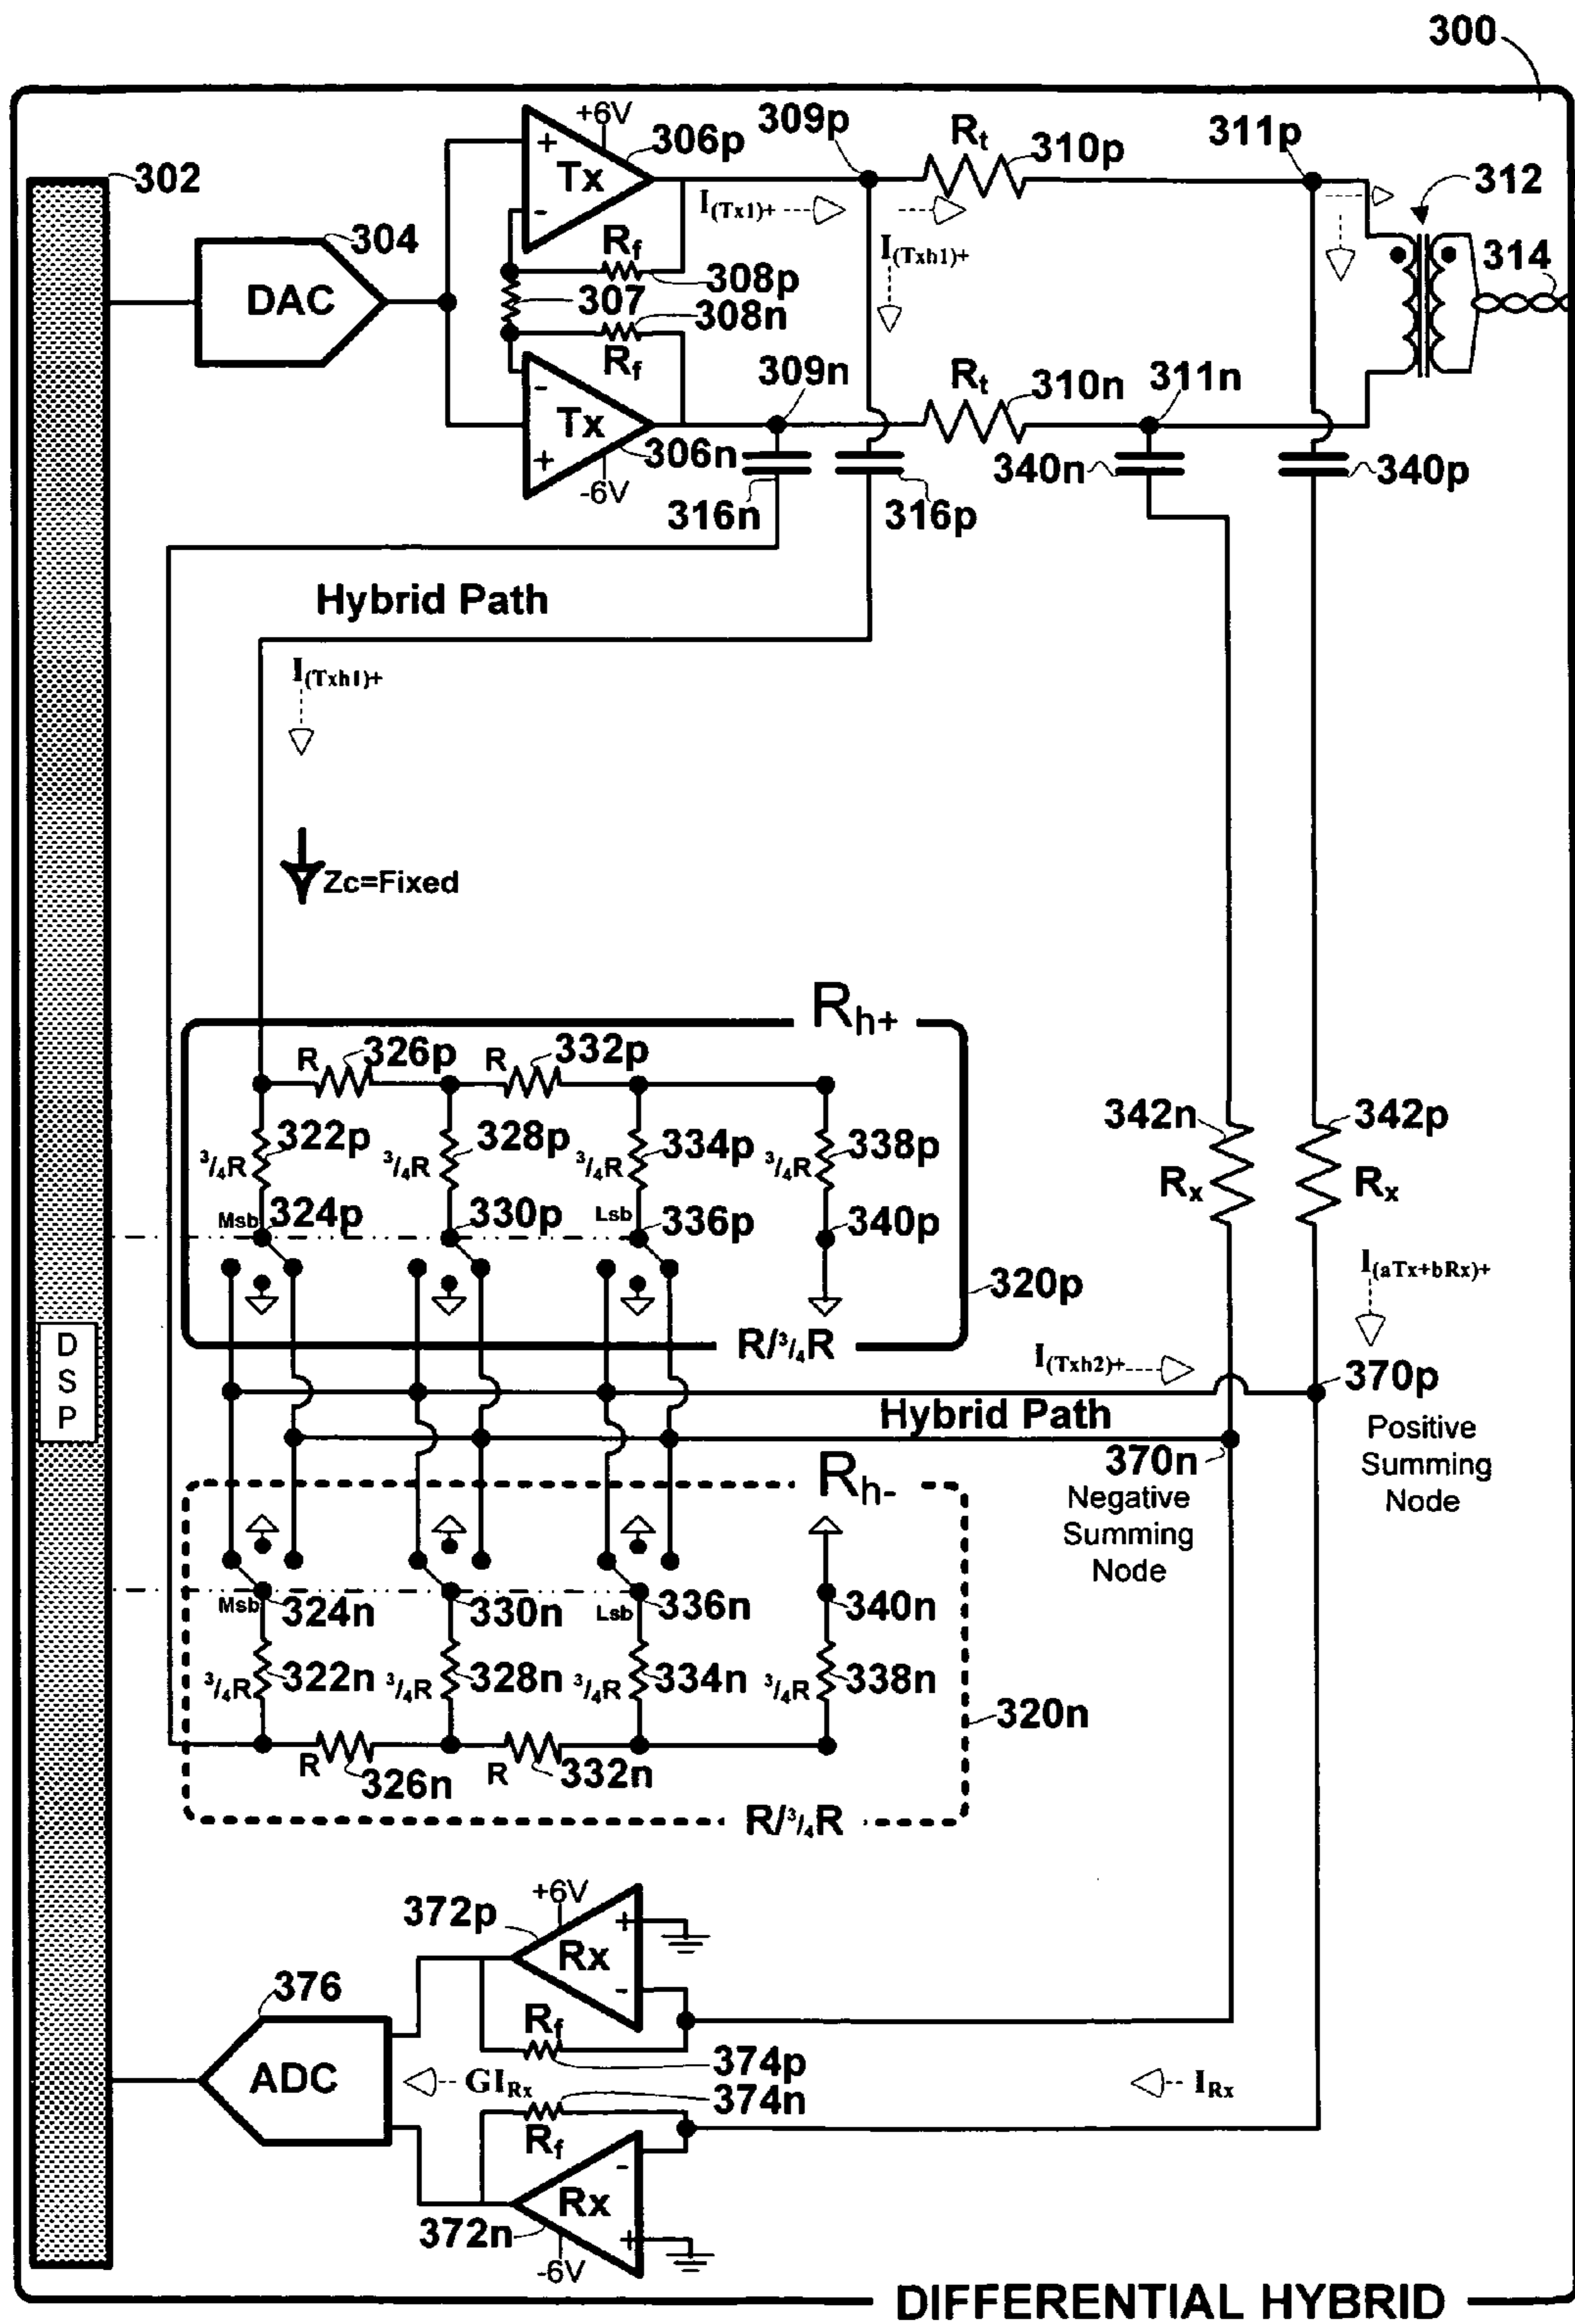 300
302
304
DAC
+6V
+
Tx
-
306p
309p
Rt
310p
311p
312
314
I(Tx1)+
I(Txh1)+
Rf
308p
307
308n
Rf
-
Tx
+
-6V
306n
309n
Rt
310n
311n
316n
316p
340n
340p
Hybrid Path
I(Txh1)+
Zc=Fixed
Rh+
R
326p
R
332p
3/4R
322p
3/4R
328p
3/4R
334p
3/4R
338p
342n
342p
Rx
Rx
Msb
324p
330p
Lsb
336p
340p
320p
R/3/4R
I(aTx+bRx)+
I(Txh2)+
370p
Positive
Summing
Node
Hybrid Path
370n
Negative
Summing
Node
DSP
Rh-
Msb
324n
330n
Lsb
336n
340n
3/4R
322n
3/4R
328n
3/4R
334n
3/4R
338n
320n
R
326n
R
332n
R/3/4R
372p
+6V
+
Rx
-
376
ADC
Rf
374p
GIRx
374n
IRx
Rf
-
Rx
+
372n
-6V
DIFFERENTIAL HYBRID